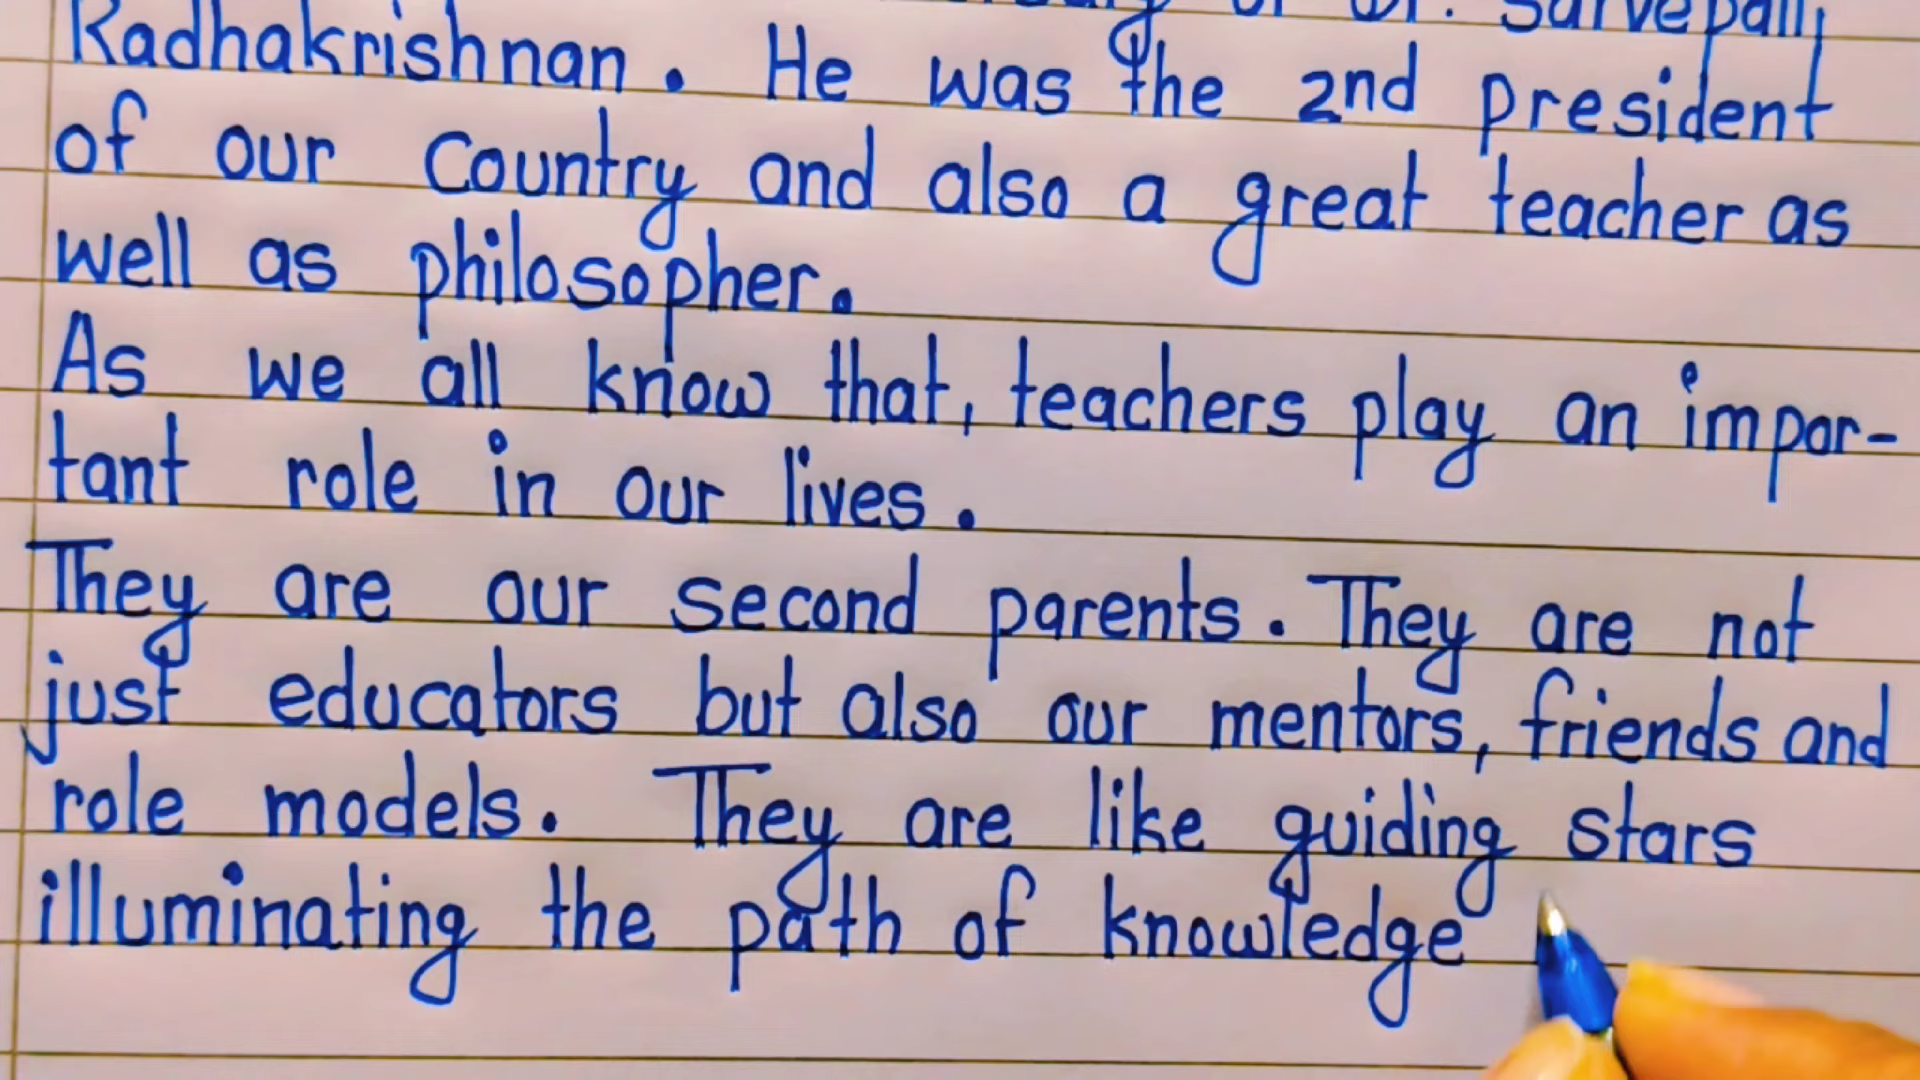 of Dr. Sarvepalli
Radhakrishnan. He was the 2nd president
of our Country and also a great teacher as
well as philosopher.
As we all know that, teachers play an impor-
tant role in our lives.
They are our second parents. They are not
just educators but also our mentors, friends and
role models. They are like guiding stars
illuminating the path of knowledge